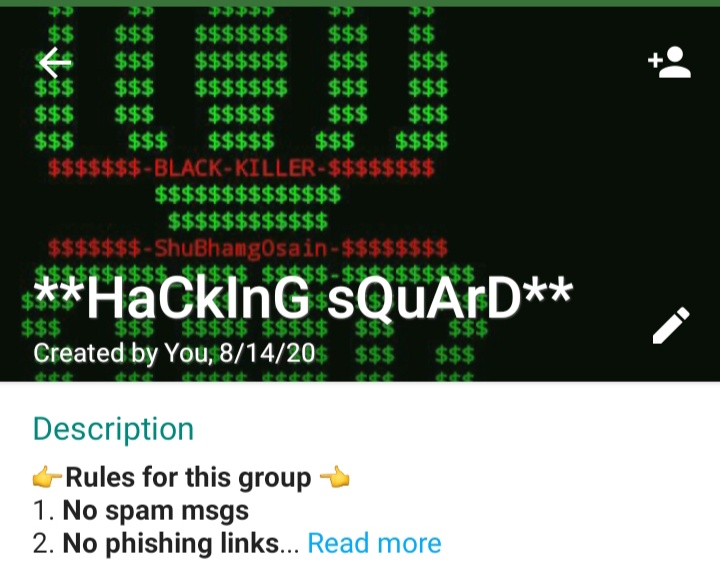 $$ $$$ $$$$$$$ $$$ $$
$$$ $$$ $$$$$$$ $$$ $$$
$$$ $$$ $$$$$$$ $$$ $$$
$$$ $$$ $$$$$ $$$ $$$
$$$ $$$ $$$$$ $$$ $$$$
$$$$$$$-BLACK-KILLER-$$$$$$$$
$$$$$$$$$$$$$$
$$$$$$$$$$$$
$$$$$$$-ShuBhamgOsain-$$$$$$$$
**HaCkInG sQuArD**
Created by You, 8/14/20
Description
👉Rules for this group 👈
1. No spam msgs
2. No phishing links... Read more